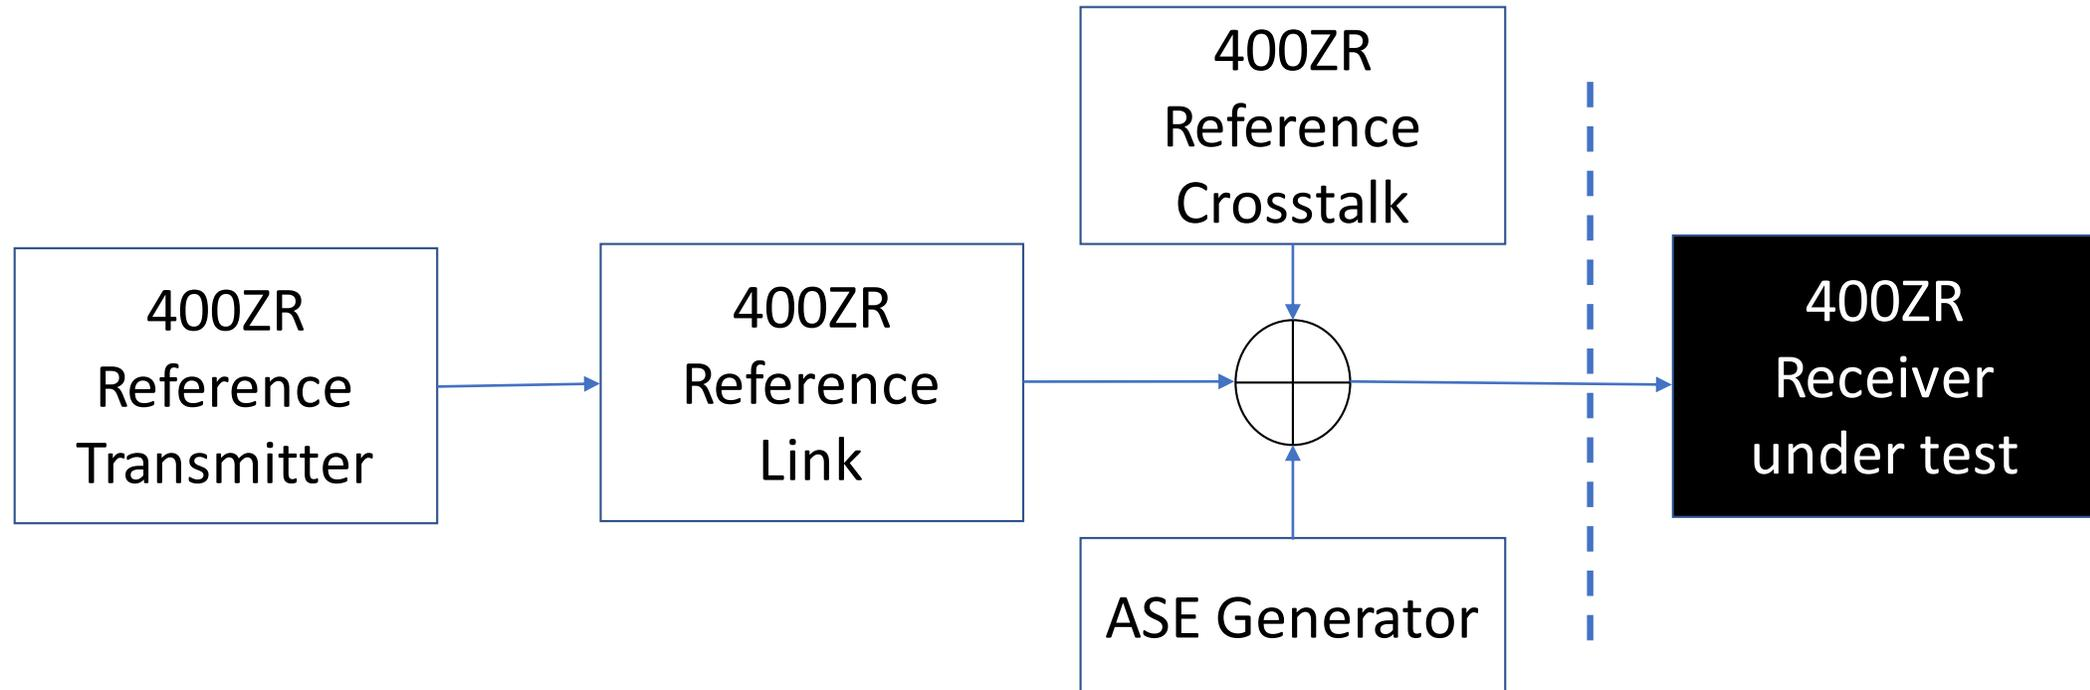 400ZR
Reference
Crosstalk
400ZR
Reference
Transmitter
400ZR
Reference
Link
400ZR
Receiver
under test
ASE Generator